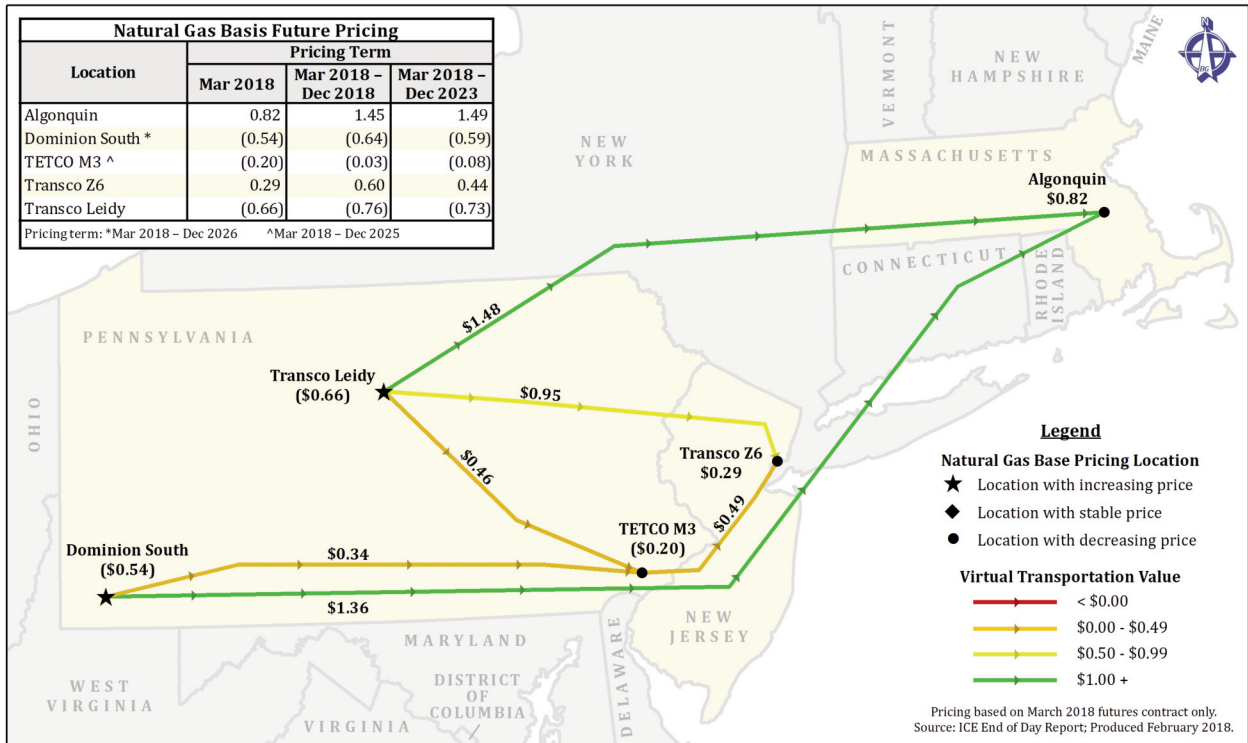 Natural Gas Basis Future Pricing
Location
Pricing Term
Mar 2018
Mar 2018 – Dec 2018
Mar 2018 – Dec 2023
Algonquin 0.82 1.45 1.49
Dominion South * (0.54) (0.64) (0.59)
TETCO M3 ^ (0.20) (0.03) (0.08)
Transco Z6 0.29 0.60 0.44
Transco Leidy (0.66) (0.76) (0.73)
Pricing term: *Mar 2018 – Dec 2026 ^Mar 2018 – Dec 2025
N
BG
MAINE
VERMONT
NEW
HAMPSHIRE
NEW
YORK
MASSACHUSETTS
Algonquin
$0.82
CONNECTICUT
RHODE
ISLAND
PENNSYLVANIA
$1.48
Transco Leidy
($0.66)
$0.95
OHIO
$0.46
Transco Z6
$0.29
$0.49
TETCO M3
($0.20)
Dominion South
($0.54)
$0.34
$1.36
NEW
JERSEY
MARYLAND
DELAWARE
WEST
VIRGINIA
DISTRICT
OF
COLUMBIA
VIRGINIA
Legend
Natural Gas Base Pricing Location
Location with increasing price
Location with stable price
Location with decreasing price
Virtual Transportation Value
< $0.00
$0.00 - $0.49
$0.50 - $0.99
$1.00 +
Pricing based on March 2018 futures contract only.
Source: ICE End of Day Report; Produced February 2018.